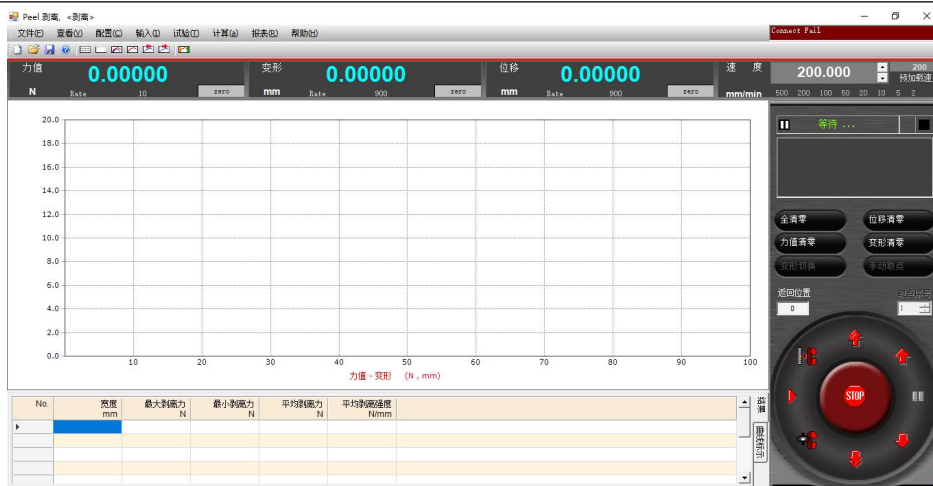 Peel 剥离, <剥离>
Connect Fail
文件(F) 查看(V) 配置(C) 输入(I) 试验(T) 计算(a) 报表(R) 帮助(H)
力值 0.00000 变形 0.00000 位移 0.00000 速 度 200.000 200
预加载速
N Rate 10 zero mm Rate 900 zero mm Rate 900 zero mm/min 500 200 100 50 20 10 5 2
等待 ...
20.0
18.0
16.0
14.0
12.0
10.0
8.0
6.0
4.0
2.0
0.0
10 20 30 40 50 60 70 80 90 100
力值 - 变形 (N , mm)
全清零 位移清零
力值清零 变形清零
变形切换 手动取点
返回位置
0 1
STOP
No. 宽度 最大剥离力 最小剥离力 平均剥离力 平均剥离强度
mm N N N N/mm
结果
曲线标示